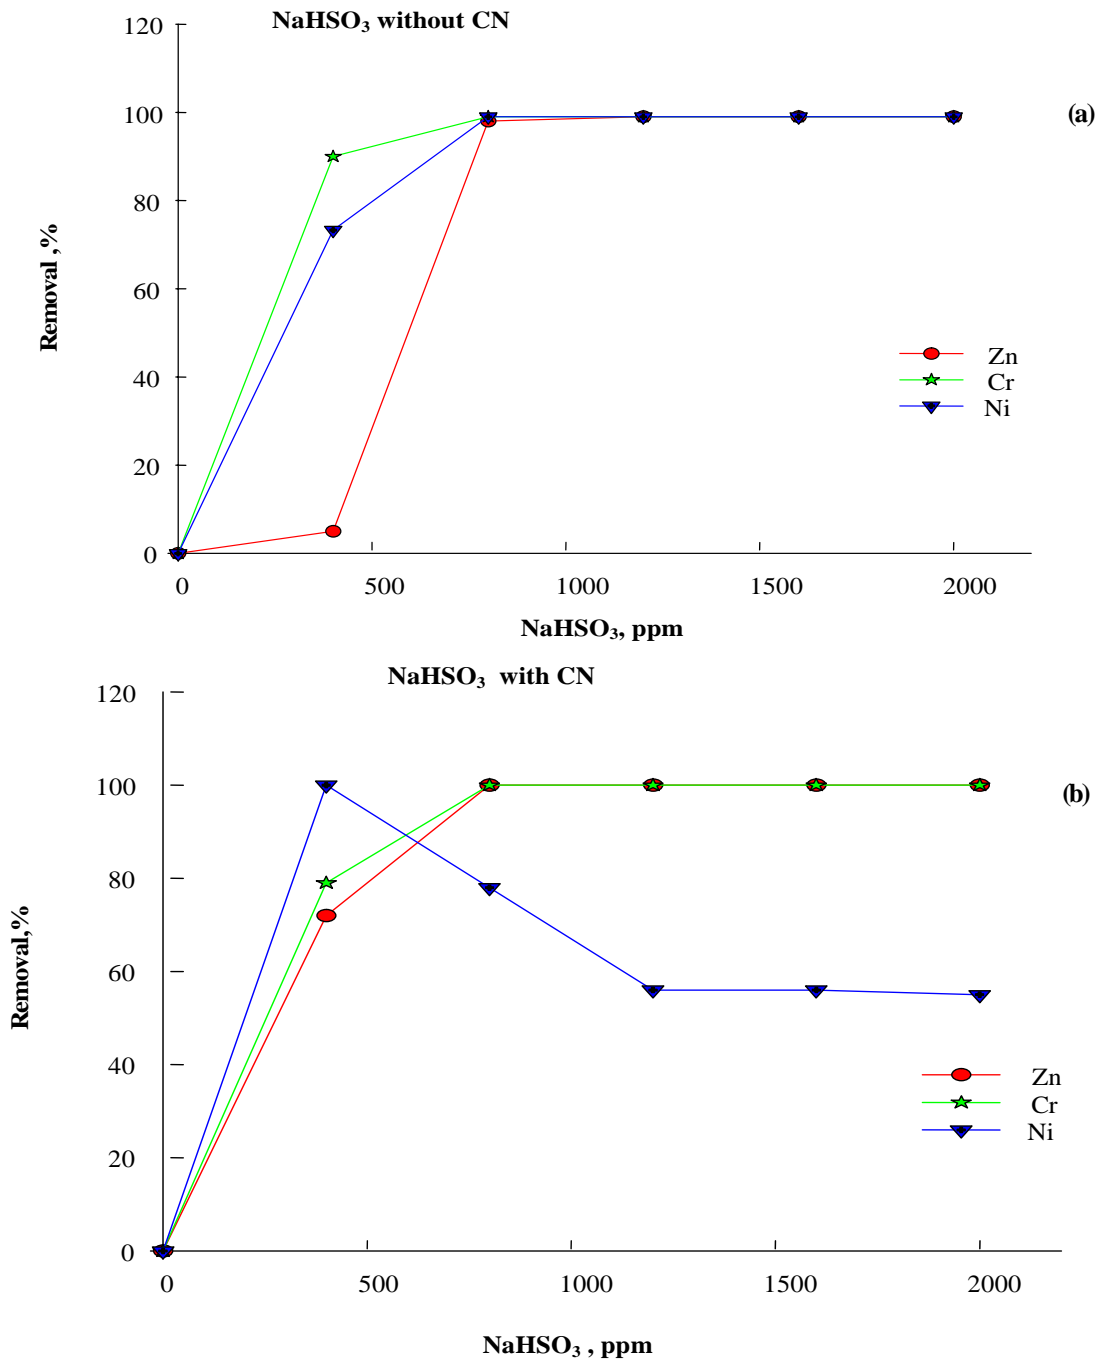 NaHSO₃ without CN
120
100
80
60
40
20
0
Removal ,%
(a)
Zn
Cr
Ni
0 500 1000 1500 2000
NaHSO₃, ppm
NaHSO₃ with CN
120
100
80
60
40
20
0
Removal,%
(b)
Zn
Cr
Ni
0 500 1000 1500 2000
NaHSO₃ , ppm